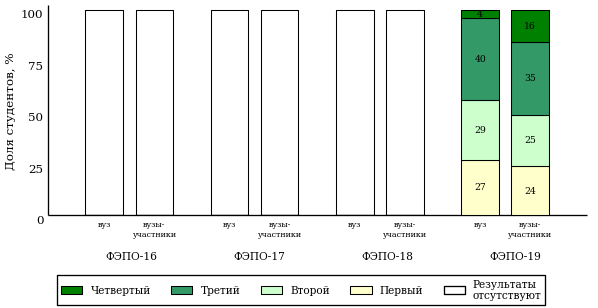 Доля студентов, %
100
75
50
25
0
4
40
29
27
16
35
25
24
вуз вузы-участники вуз вузы-участники вуз вузы-участники вуз вузы-участники
ФЭПО-16 ФЭПО-17 ФЭПО-18 ФЭПО-19
Четвертый Третий Второй Первый Результаты
отсутствуют